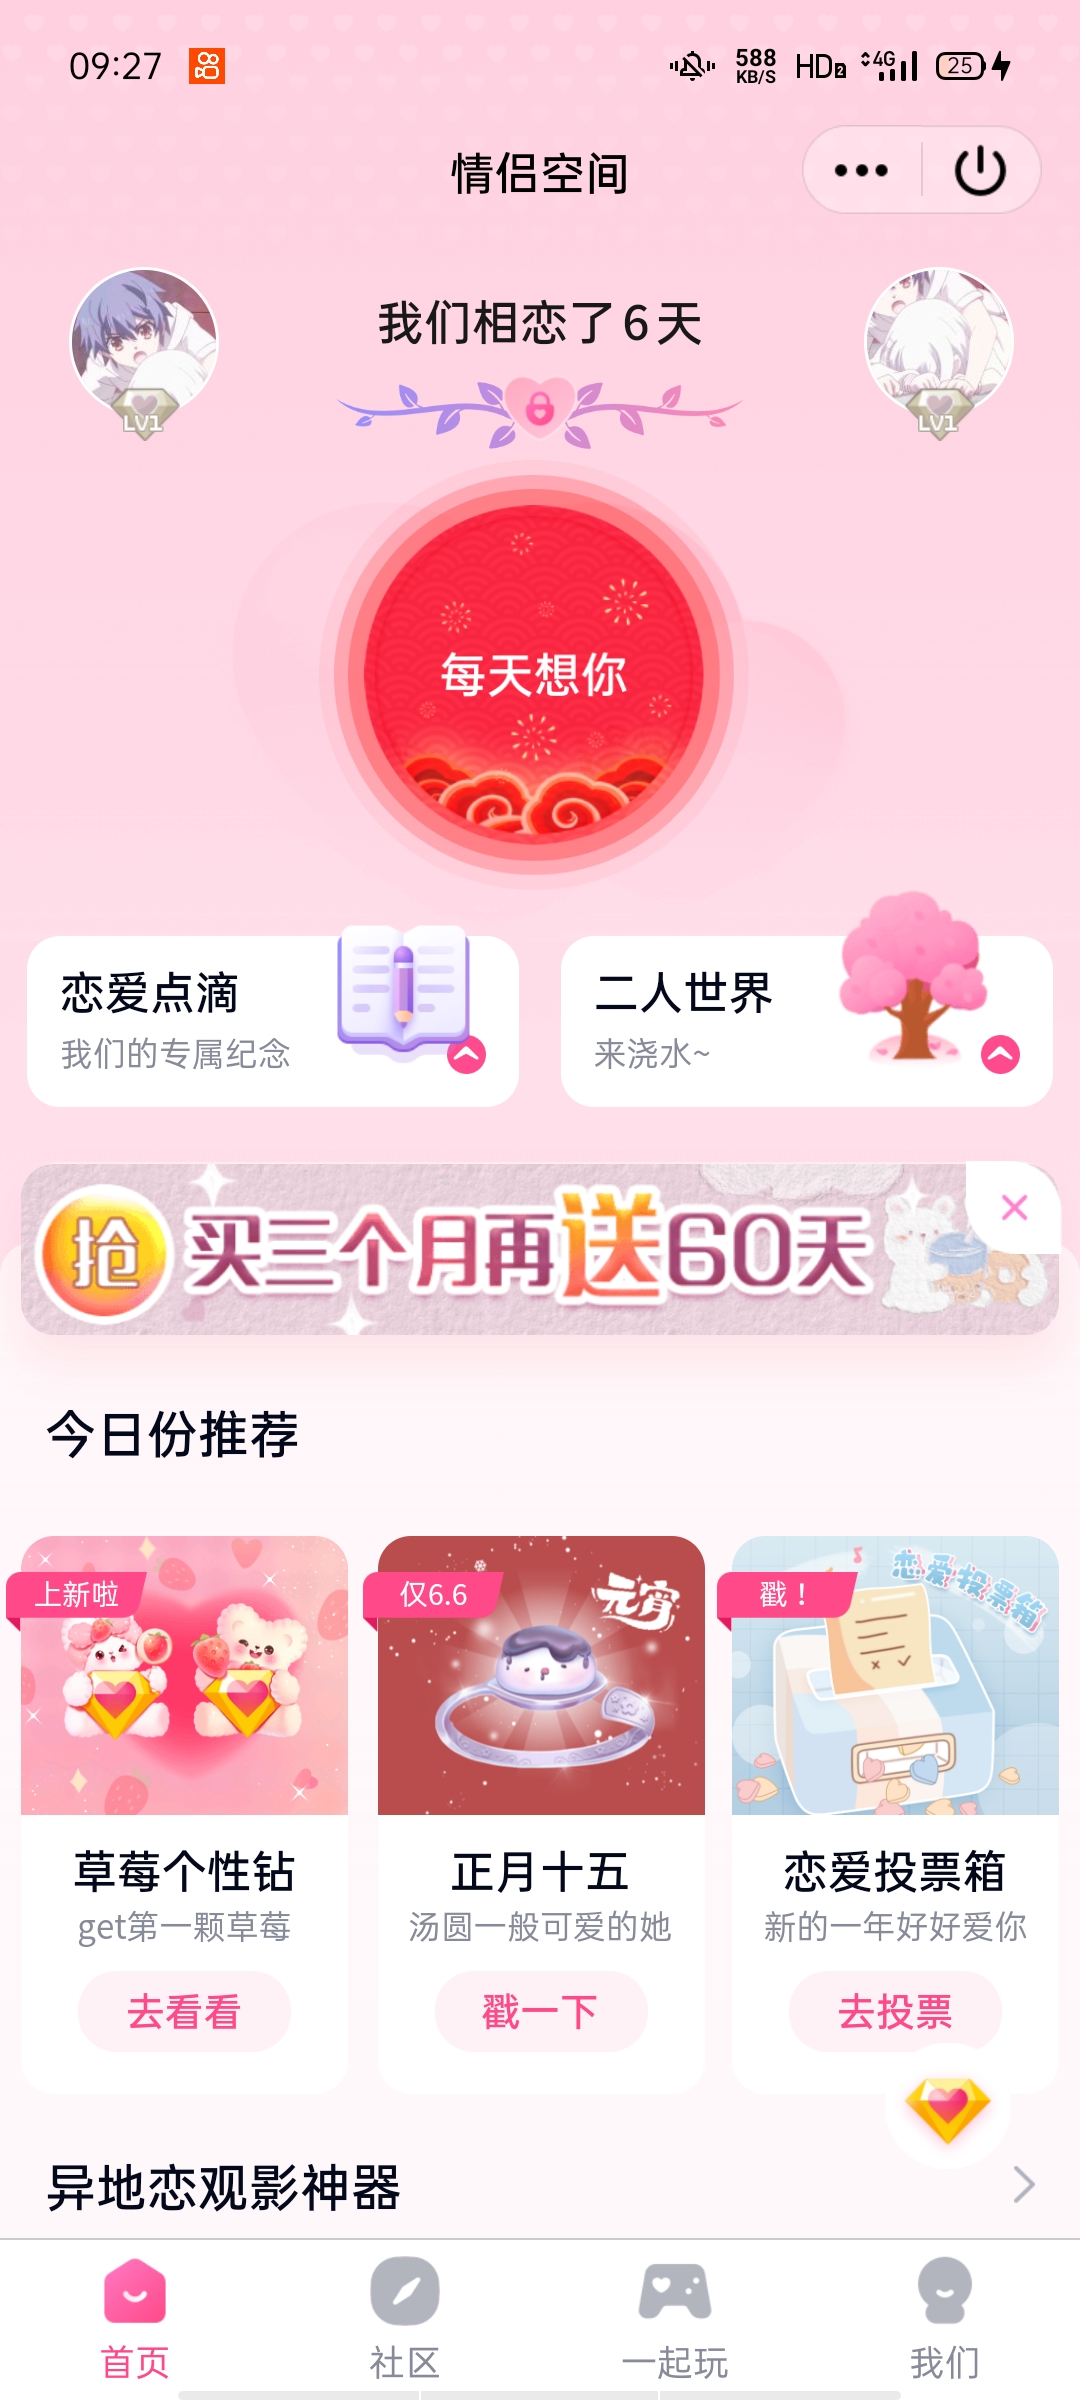 09:27
588
KB/S
HD2
4G
25
情侣空间
我们相恋了6天
LV1
LV1
每天想你
恋爱点滴
我们的专属纪念
二人世界
来浇水~
抢
买三个月再送60天
今日份推荐
上新啦
草莓个性钻
get第一颗草莓
去看看
仅6.6
元宵
正月十五
汤圆一般可爱的她
戳一下
戳！
恋爱投票箱
恋爱投票箱
新的一年好好爱你
去投票
异地恋观影神器
首页
社区
一起玩
我们